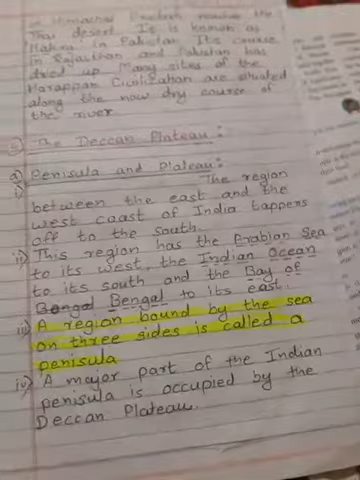 Himachal Pradesh reaches the
Thar desert. It is known as
Hakra in Pakistan Its course
in Rajasthan and Pakistan has
dried up. Many sites of the
Harappan Civilization are situated
along the now dry course of
the river
The Deccan Plateau:
a) Penisula and Plateau:
i) The region
between the east and the
west coast of India tappers
off to the south.
ii) This region has the Arabian Sea
to its west, the Indian Ocean
to its south and the Bay of
Bengal to its east.
iii) A region bound by the sea
on three sides is called a
penisula
iv) A major part of the Indian
penisula is occupied by the
Deccan Plateau.